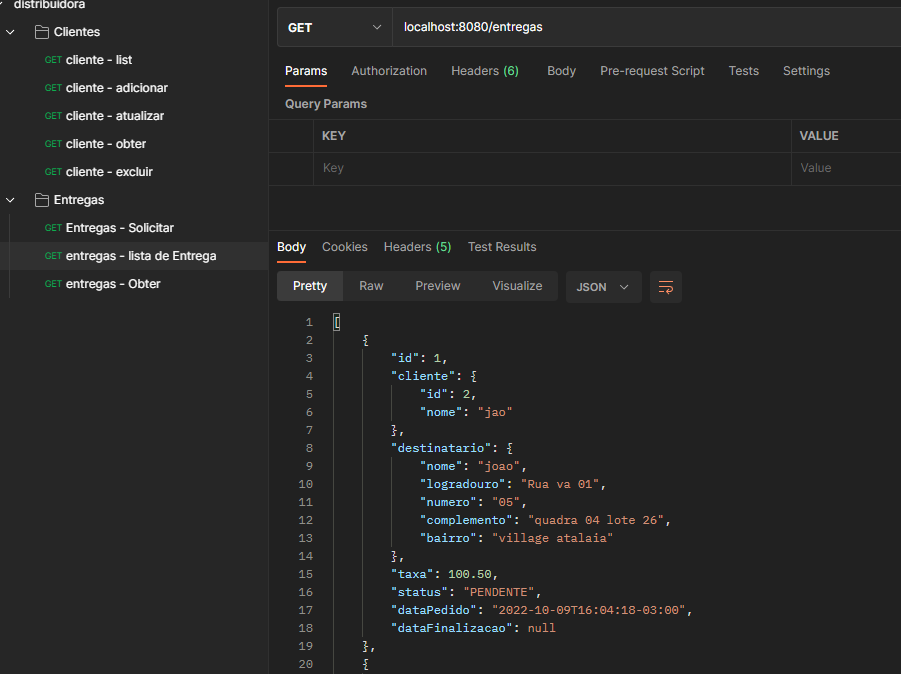 distribuidora
Clientes
GET cliente - list
GET cliente - adicionar
GET cliente - atualizar
GET cliente - obter
GET cliente - excluir
Entregas
GET Entregas - Solicitar
GET entregas - lista de Entrega
GET entregas - Obter
GET localhost:8080/entregas
Params Authorization Headers (6) Body Pre-request Script Tests Settings
Query Params
KEY VALUE
Key Value
Body Cookies Headers (5) Test Results
Pretty Raw Preview Visualize JSON
1 [
2 {
3 "id": 1,
4 "cliente": {
5 "id": 2,
6 "nome": "jao"
7 },
8 "destinatario": {
9 "nome": "joao",
10 "logradouro": "Rua va 01",
11 "numero": "05",
12 "complemento": "quadra 04 lote 26",
13 "bairro": "village atalaia"
14 },
15 "taxa": 100.50,
16 "status": "PENDENTE",
17 "dataPedido": "2022-10-09T16:04:18-03:00",
18 "dataFinalizacao": null
19 },
20 {